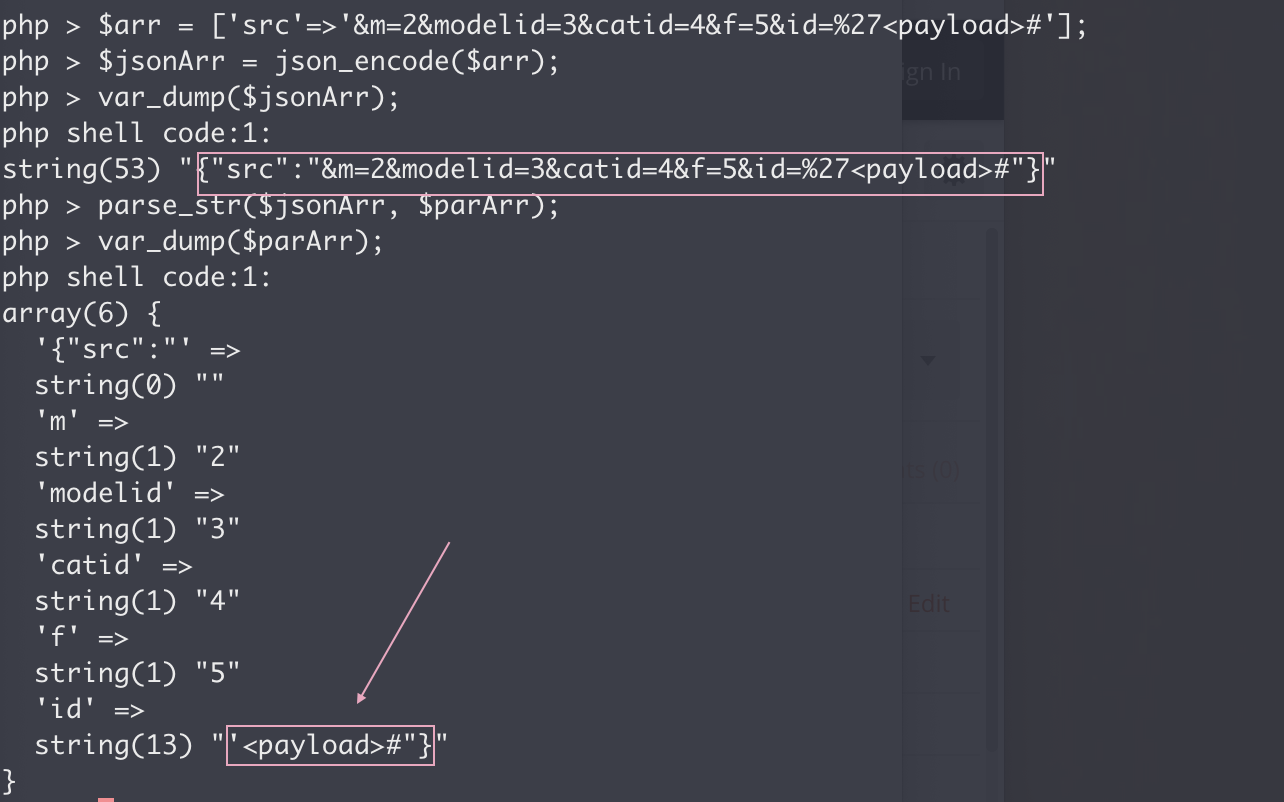 php > $arr = ['src'=>'&m=2&modelid=3&catid=4&f=5&id=%27<payload>#'];
php > $jsonArr = json_encode($arr);
ign In
php > var_dump($jsonArr);
php shell code:1:
string(53) "{"src":"&m=2&modelid=3&catid=4&f=5&id=%27<payload>#"}"
php > parse_str($jsonArr, $parArr);
php > var_dump($parArr);
php shell code:1:
array(6) {
  '{"src":"' =>
  string(0) ""
  'm' =>
  string(1) "2"
  'modelid' =>
  string(1) "3"
  'catid' =>
  string(1) "4"
  'f' =>
  string(1) "5"
  'id' =>
  string(13) "'<payload>#"}"
}
ts (0)
Edit